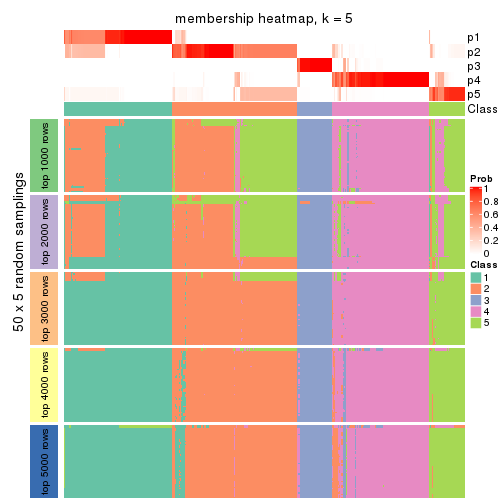 membership heatmap, k = 5
p1
p2
p3
p4
p5
Class
50 x 5 random samplings
top 1000 rows
top 2000 rows
top 3000 rows
top 4000 rows
top 5000 rows
Prob
1
0.8
0.6
0.4
0.2
0
Class
1
2
3
4
5